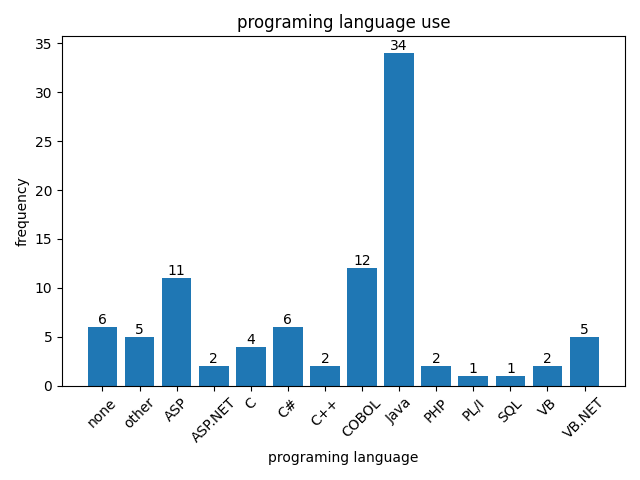 programing language use
34
35
30
25
20
15
10
5
0
frequency
6
5
11
2
4
6
2
12
2
1
1
2
5
none
other
ASP
ASP.NET
C
C#
C++
COBOL
Java
PHP
PL/I
SQL
VB
VB.NET
programing language